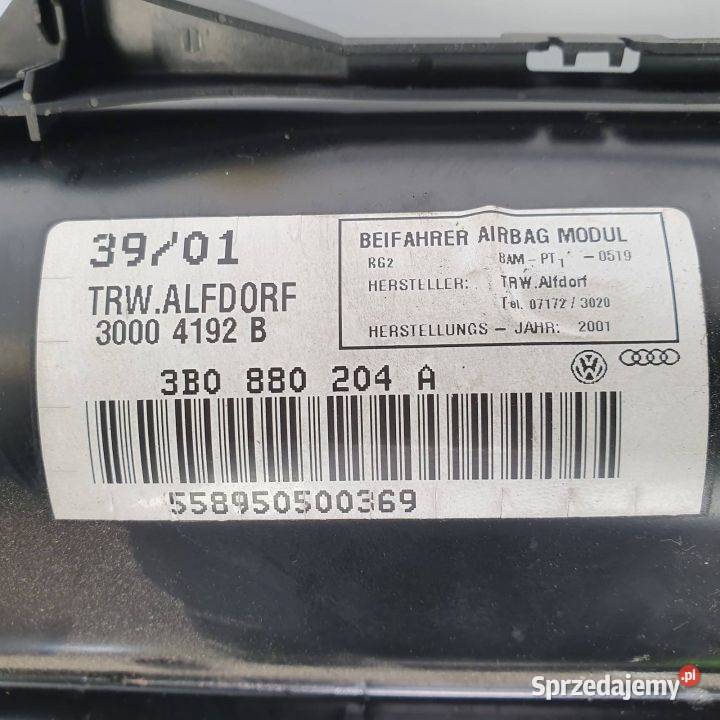 39/01
TRW.ALFDORF
3000 4192 B
BEIFAHRER AIRBAG MODUL
RG2 BAM-PT1 -0519
HERSTELLER: TRW.Alfdorf
Tel. 07172/3020
HERSTELLUNGS - JAHR: 2001
3B0 880 204 A
558950500369
Sprzedajemy.pl